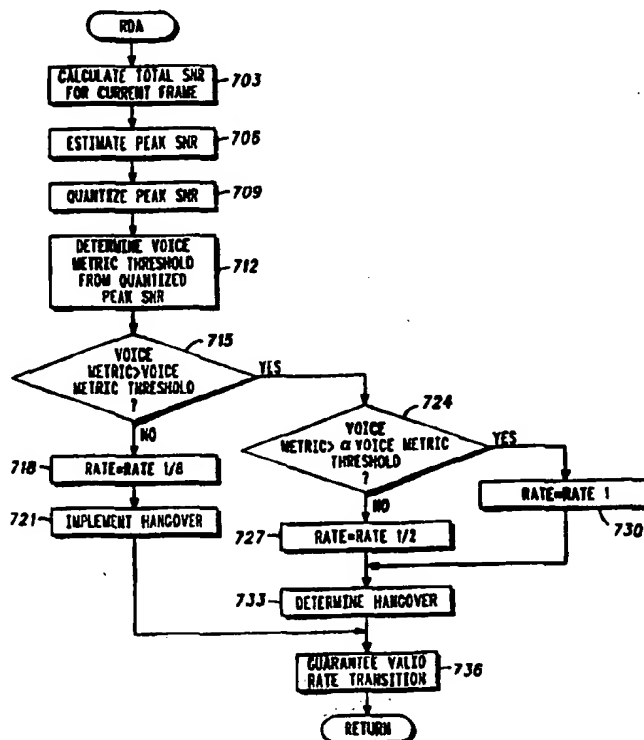 RDA
CALCULATE TOTAL SNR
FOR CURRENT FRAME
703
ESTIMATE PEAK SNR
706
QUANTIZE PEAK SNR
709
DETERMINE VOICE
METRIC THRESHOLD
FROM QUANTIZED
PEAK SNR
712
715
VOICE
METRIC>VOICE
METRIC THRESHOLD
?
YES
NO
724
VOICE
METRIC> α VOICE METRIC
THRESHOLD
?
YES
NO
718
RATE=RATE 1/8
RATE=RATE 1
730
721
IMPLEMENT HANGOVER
727
RATE=RATE 1/2
733
DETERMINE HANGOVER
GUARANTEE VALID
RATE TRANSITION
736
RETURN